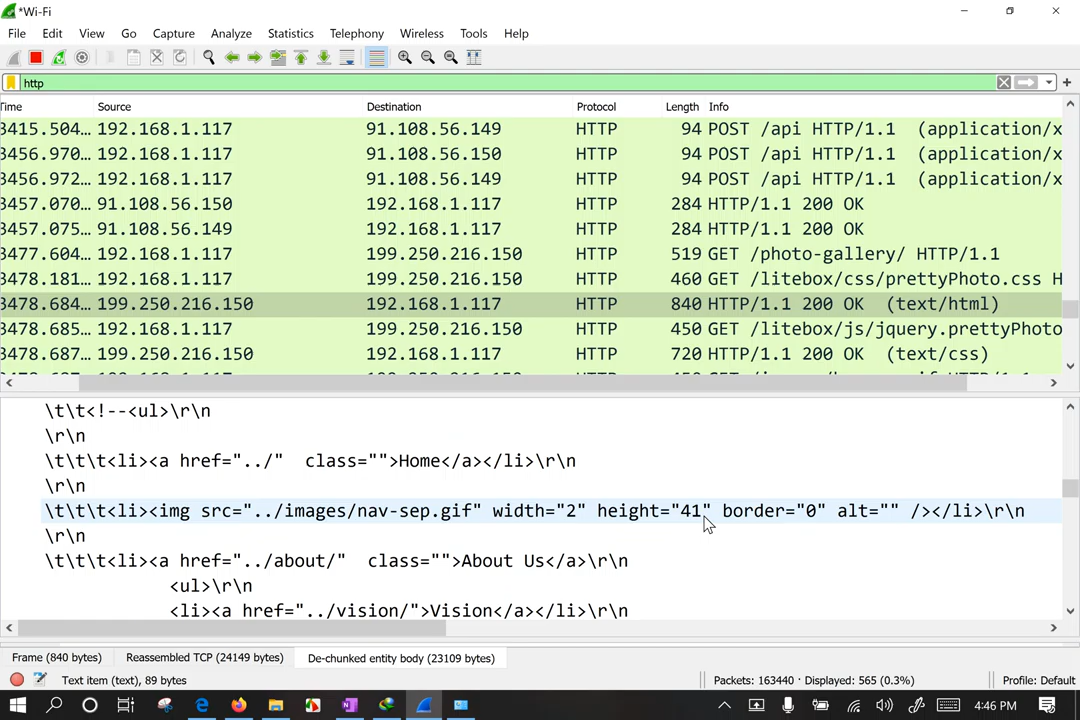 *Wi-Fi
File Edit View Go Capture Analyze Statistics Telephony Wireless Tools Help
http
Time Source Destination Protocol Length Info
3415.504… 192.168.1.117 91.108.56.149 HTTP 94 POST /api HTTP/1.1 (application/x
3456.970… 192.168.1.117 91.108.56.150 HTTP 94 POST /api HTTP/1.1 (application/x
3456.972… 192.168.1.117 91.108.56.149 HTTP 94 POST /api HTTP/1.1 (application/x
3457.070… 91.108.56.150 192.168.1.117 HTTP 284 HTTP/1.1 200 OK
3457.075… 91.108.56.149 192.168.1.117 HTTP 284 HTTP/1.1 200 OK
3477.604… 192.168.1.117 199.250.216.150 HTTP 519 GET /photo-gallery/ HTTP/1.1
3478.181… 192.168.1.117 199.250.216.150 HTTP 460 GET /litebox/css/prettyPhoto.css H
3478.684… 199.250.216.150 192.168.1.117 HTTP 840 HTTP/1.1 200 OK (text/html)
3478.685… 192.168.1.117 199.250.216.150 HTTP 450 GET /litebox/js/jquery.prettyPhoto
3478.687… 199.250.216.150 192.168.1.117 HTTP 720 HTTP/1.1 200 OK (text/css)
\t\t<!--<ul>\r\n
\r\n
\t\t\t<li><a href="../" class="">Home</a></li>\r\n
\r\n
\t\t\t<li><img src="../images/nav-sep.gif" width="2" height="41" border="0" alt="" /></li>\r\n
\r\n
\t\t\t<li><a href="../about/" class="">About Us</a>\r\n
<ul>\r\n
<li><a href="../vision/">Vision</a></li>\r\n
Frame (840 bytes) Reassembled TCP (24149 bytes) De-chunked entity body (23109 bytes)
Text item (text), 89 bytes Packets: 163440 · Displayed: 565 (0.3%) Profile: Default
4:46 PM